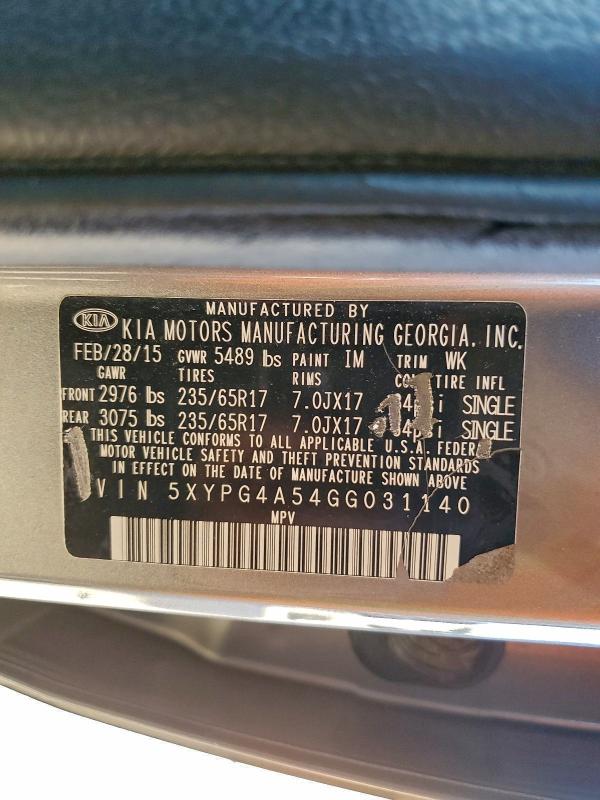 MANUFACTURED BY
KIA KIA MOTORS MANUFACTURING GEORGIA, INC.
FEB/28/15 GVWR 5489 lbs PAINT IM TRIM WK
GAWR TIRES RIMS TIRE INFL
FRONT 2976 lbs 235/65R17 7.0JX17 SINGLE
REAR 3075 lbs 235/65R17 7.0JX17 SINGLE
THIS VEHICLE CONFORMS TO ALL APPLICABLE U.S.A. FEDERA
MOTOR VEHICLE SAFETY AND THEFT PREVENTION STANDARDS
IN EFFECT ON THE DATE OF MANUFACTURE SHOWN ABOVE
VIN 5XYPG4A54GG031140
MPV